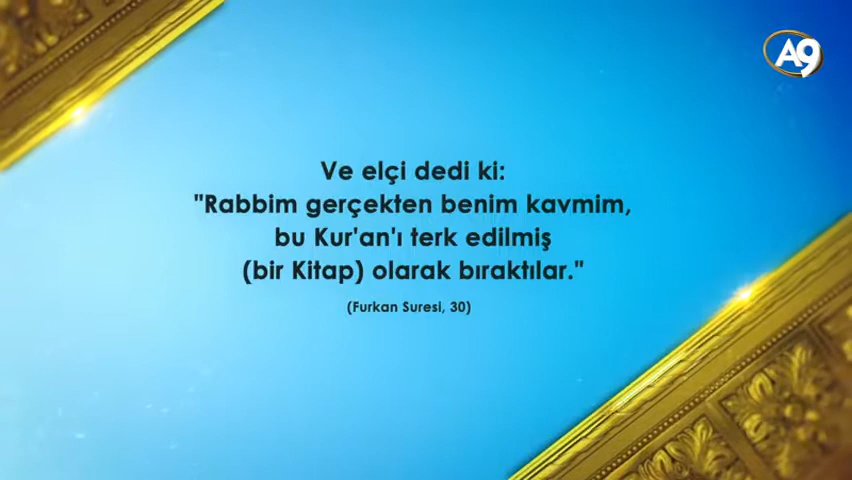 A9
Ve elçi dedi ki:
"Rabbim gerçekten benim kavmim,
bu Kur'an'ı terk edilmiş
(bir Kitap) olarak bıraktılar."
(Furkan Suresi, 30)